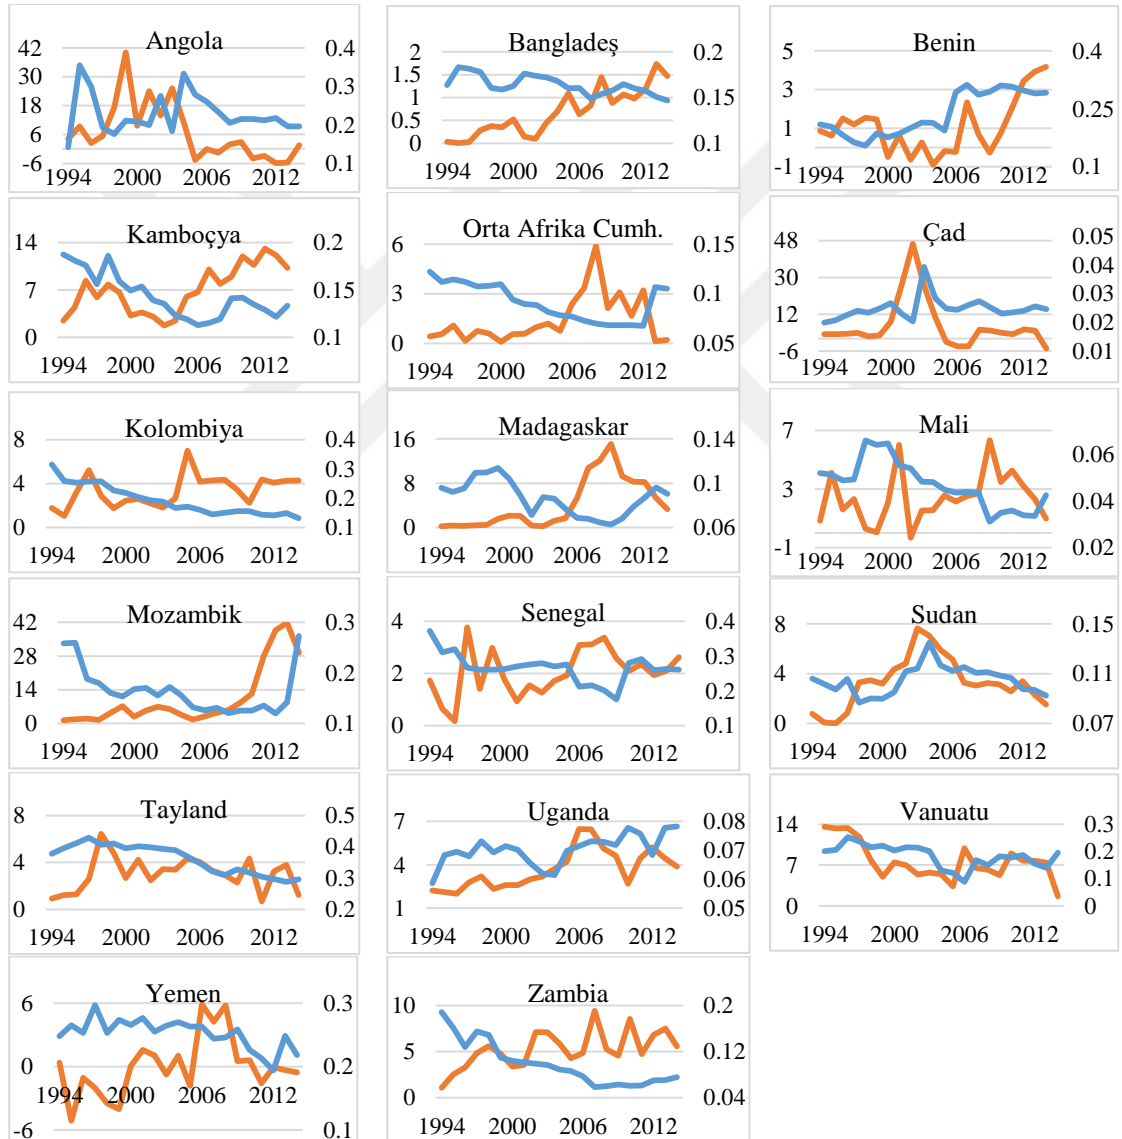 Angola
42 30 18 6 -6
0.4 0.3 0.2 0.1
1994 2000 2006 2012
Bangladeş
2 1.5 1 0.5 0
0.2 0.15 0.1
1994 2000 2006 2012
Benin
5 3 1 -1
0.4 0.25 0.1
1994 2000 2006 2012
Kamboçya
14 7 0
0.2 0.15 0.1
1994 2000 2006 2012
Orta Afrika Cumh.
6 3 0
0.15 0.1 0.05
1994 2000 2006 2012
Çad
48 30 12 -6
0.05 0.04 0.03 0.02 0.01
1994 2000 2006 2012
Kolombiya
8 4 0
0.4 0.3 0.2 0.1
1994 2000 2006 2012
Madagaskar
16 8 0
0.14 0.1 0.06
1994 2000 2006 2012
Mali
7 3 -1
0.06 0.04 0.02
1994 2000 2006 2012
Mozambik
42 28 14 0
0.3 0.2 0.1
1994 2000 2006 2012
Senegal
4 2 0
0.4 0.3 0.2 0.1
1994 2000 2006 2012
Sudan
8 4 0
0.15 0.11 0.07
1994 2000 2006 2012
Tayland
8 4 0
0.5 0.4 0.3 0.2
1994 2000 2006 2012
Uganda
7 4 1
0.08 0.07 0.06 0.05
1994 2000 2006 2012
Vanuatu
14 7 0
0.3 0.2 0.1 0
1994 2000 2006 2012
Yemen
6 0 -6
0.3 0.2 0.1
1994 2000 2006 2012
Zambia
10 5 0
0.2 0.12 0.04
1994 2000 2006 2012